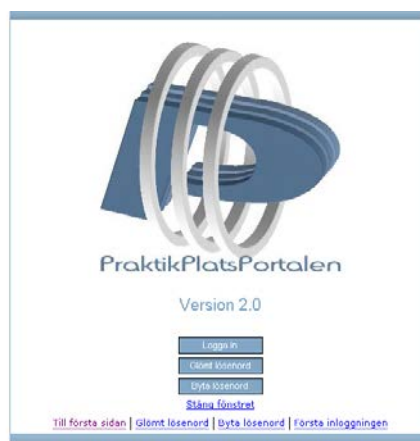 PraktikPlatsPortalen
Version 2.0
Logga in
Glömt lösenord
Byta lösenord
Stäng fönstret
Till första sidan | Glömt lösenord | Byta lösenord | Första inloggningen